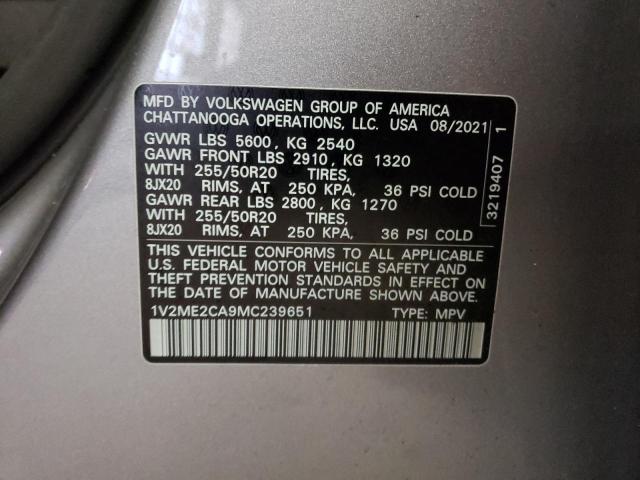 MFD BY VOLKSWAGEN GROUP OF AMERICA
CHATTANOOGA OPERATIONS, LLC. USA 08/2021
GVWR LBS 5600, KG 2540
GAWR FRONT LBS 2910, KG 1320
WITH 255/50R20 TIRES,
8JX20 RIMS, AT 250 KPA, 36 PSI COLD
GAWR REAR LBS 2800, KG 1270
WITH 255/50R20 TIRES,
8JX20 RIMS, AT 250 KPA, 36 PSI COLD
THIS VEHICLE CONFORMS TO ALL APPLICABLE
U.S. FEDERAL MOTOR VEHICLE SAFETY AND
THEFT PREVENTION STANDARDS IN EFFECT ON
THE DATE OF MANUFACTURE SHOWN ABOVE.
1V2ME2CA9MC239651 TYPE: MPV
3219407 1